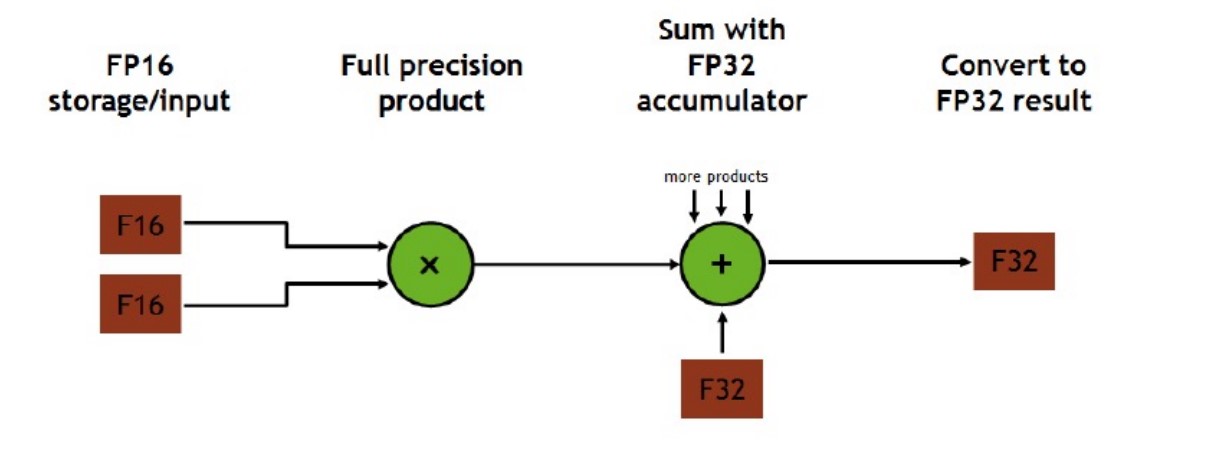 FP16
storage/input
Full precision
product
Sum with
FP32
accumulator
Convert to
FP32 result
more products
F16
F16
×
+
F32
F32